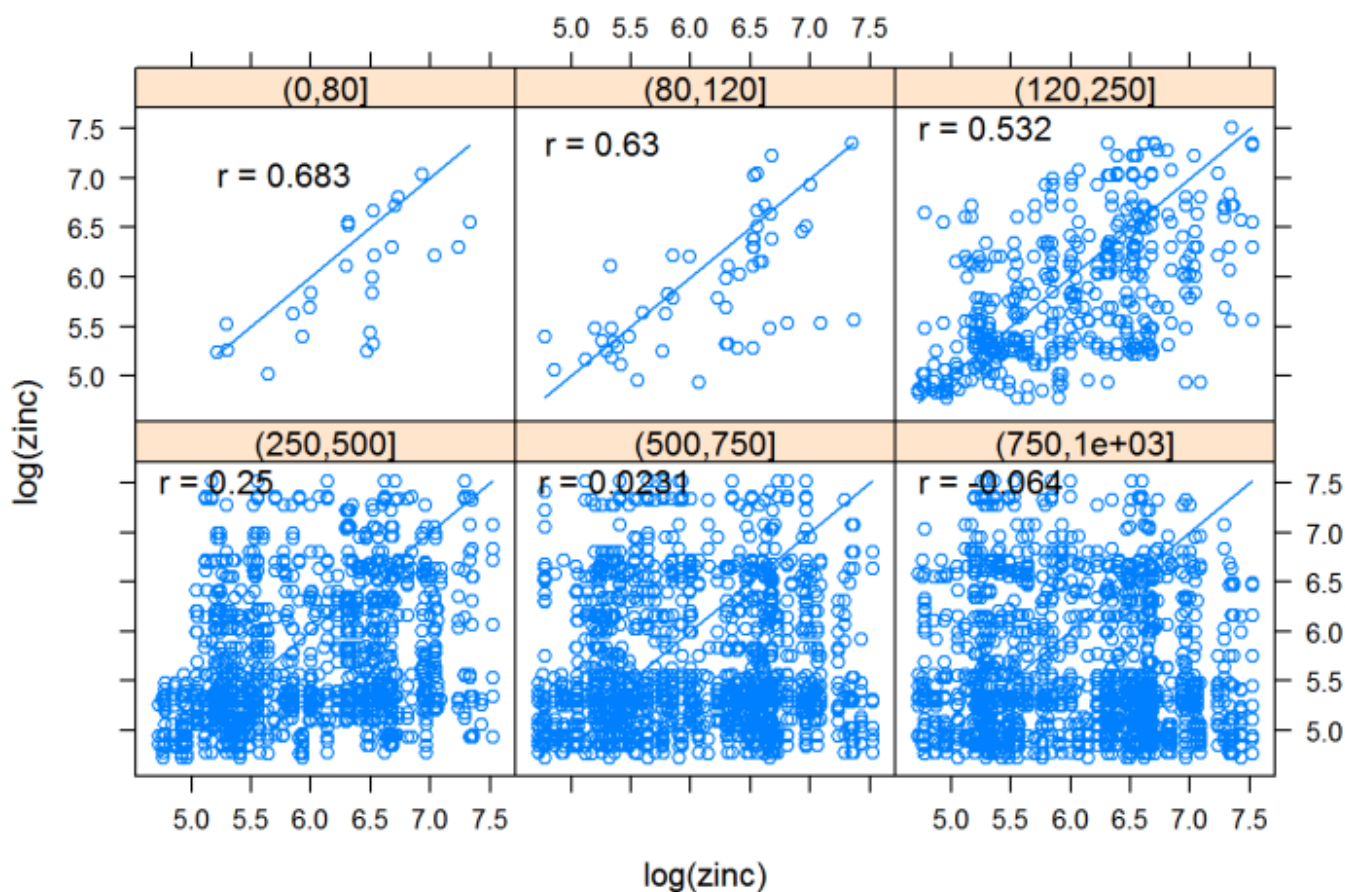 5.0 5.5 6.0 6.5 7.0 7.5
(0,80] (80,120] (120,250]
7.5
7.0
6.5
6.0
5.5
5.0
r = 0.683
r = 0.63
r = 0.532
log(zinc)
(250,500] (500,750] (750,1e+03]
r = 0.25
r = 0.0231
r = -0.064
7.5
7.0
6.5
6.0
5.5
5.0
5.0 5.5 6.0 6.5 7.0 7.5
5.0 5.5 6.0 6.5 7.0 7.5
log(zinc)